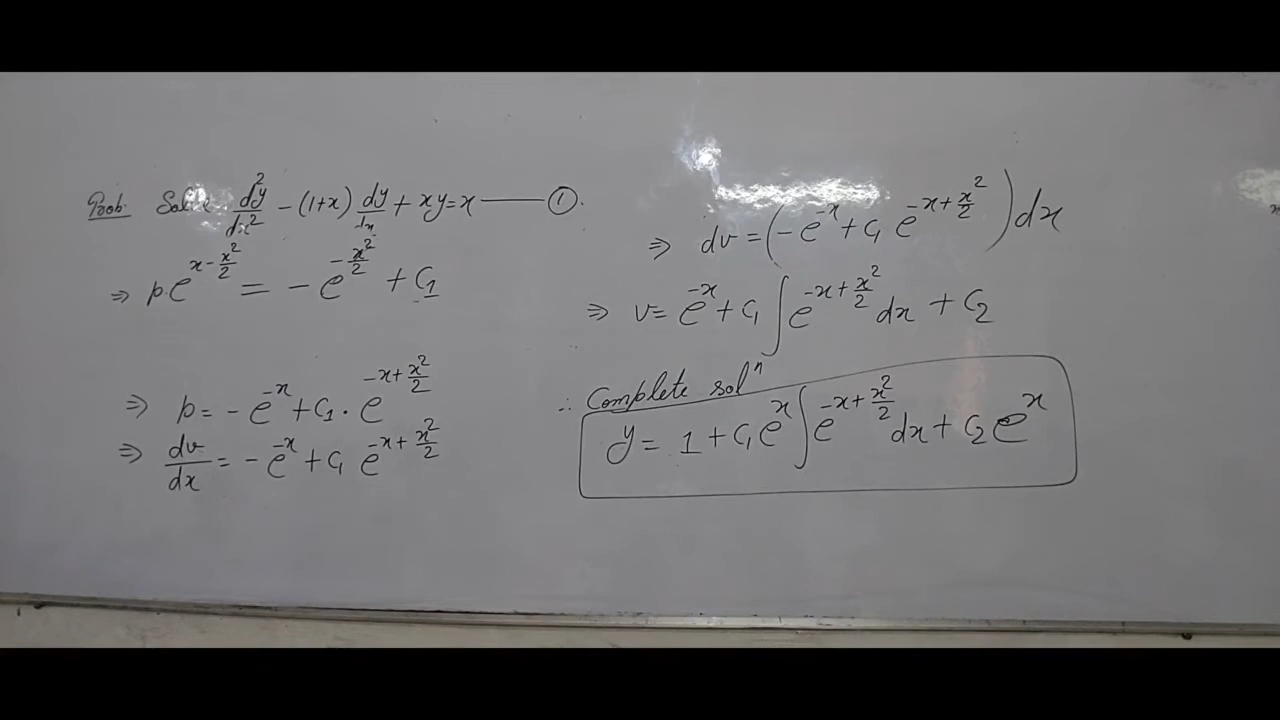 Prob. Solve d²y/dx² - (1+x) dy/dx + xy = x ——— ①.
⇒ p.e^(x - x²/2) = - e^(-x²/2) + C₁
⇒ p = - e^(-x) + C₁ . e^(-x + x²/2)
⇒ dv/dx = - e^(-x) + C₁ e^(-x + x²/2)
⇒ dv = (- e^(-x) + C₁ e^(-x + x²/2)) dx
⇒ v = e^(-x) + C₁ ∫ e^(-x + x²/2) dx + C₂
∴ Complete solⁿ
y = 1 + C₁ e^x ∫ e^(-x + x²/2) dx + C₂ e^x